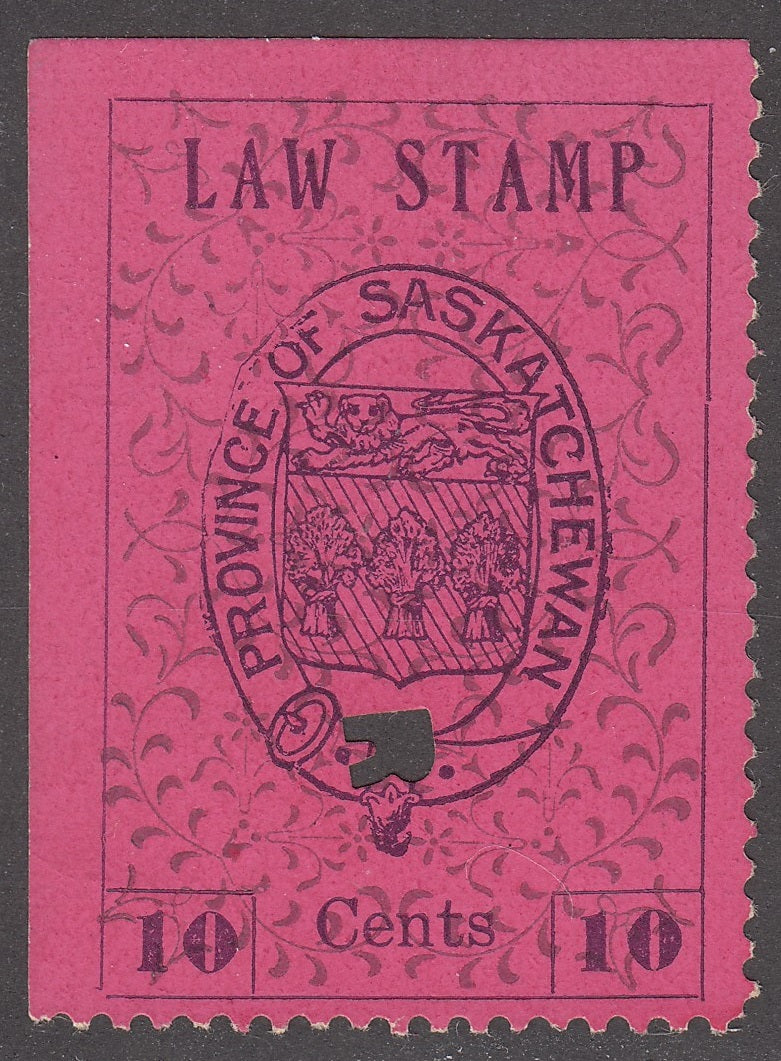 LAW STAMP
PROVINCE OF SASKATCHEWAN
10 Cents 10